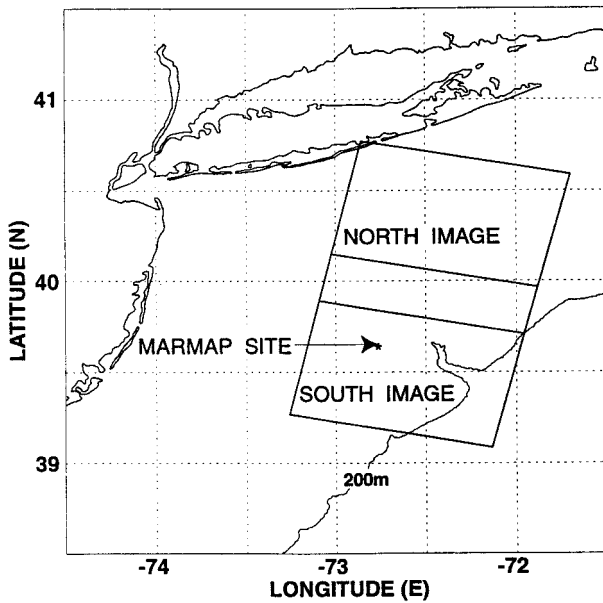 41
40
39
LATITUDE (N)
NORTH IMAGE
MARMAP SITE
SOUTH IMAGE
200m
-74
-73
-72
LONGITUDE (E)